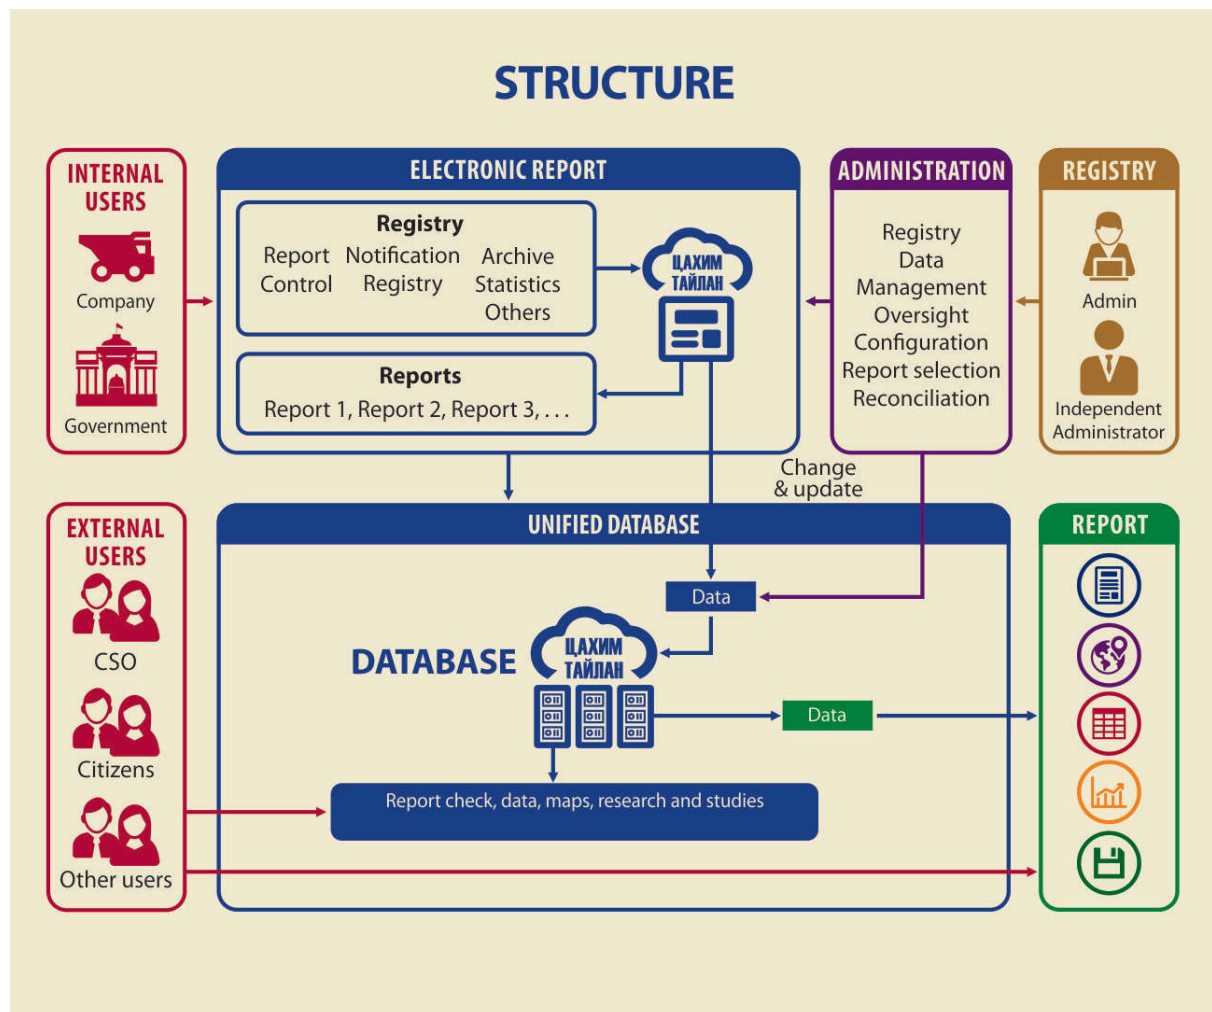 STRUCTURE
INTERNAL
USERS
Company
Government
ELECTRONIC REPORT
Registry
Report Notification Archive
Control Registry Statistics
Others
ЦАХИМ
ТАЙЛАН
Reports
Report 1, Report 2, Report 3, . . .
ADMINISTRATION
Registry
Data
Management
Oversight
Configuration
Report selection
Reconciliation
REGISTRY
Admin
Independent
Administrator
Change
& update
EXTERNAL
USERS
CSO
Citizens
Other users
UNIFIED DATABASE
Data
DATABASE
ЦАХИМ
ТАЙЛАН
Data
Report check, data, maps, research and studies
REPORT